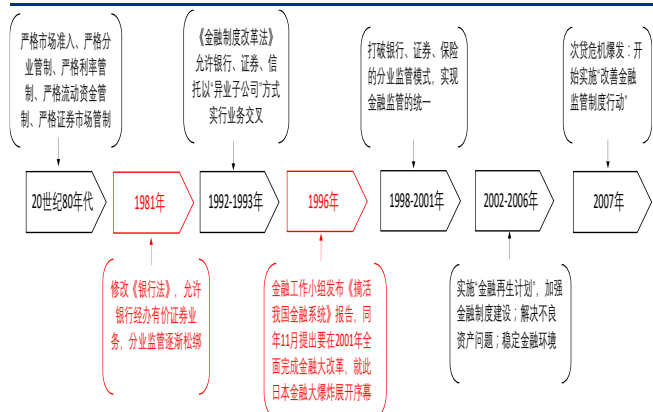 严格市场准入、严格分
业管制、严格利率管
制、严格流动资金管
制、严格证券市场管制
《金融制度改革法》
允许银行、证券、信
托以“异业子公司”方式
实行业务交叉
打破银行、证券、保险
的分业监管模式，实现
金融监管的统一
次贷危机爆发：开
始实施“改善金融
监管制度行动”
20世纪80年代
1981年
1992-1993年
1996年
1998-2001年
2002-2006年
2007年
修改《银行法》，允许
银行经办有价证券业
务，分业监管逐渐松绑
金融工作小组发布《搞活
我国金融系统》报告，同
年11月提出要在2001年全
面完成金融大改革，就此
日本金融大爆炸展开序幕
实施“金融再生计划”，加强
金融制度建设；解决不良
资产问题；稳定金融环境